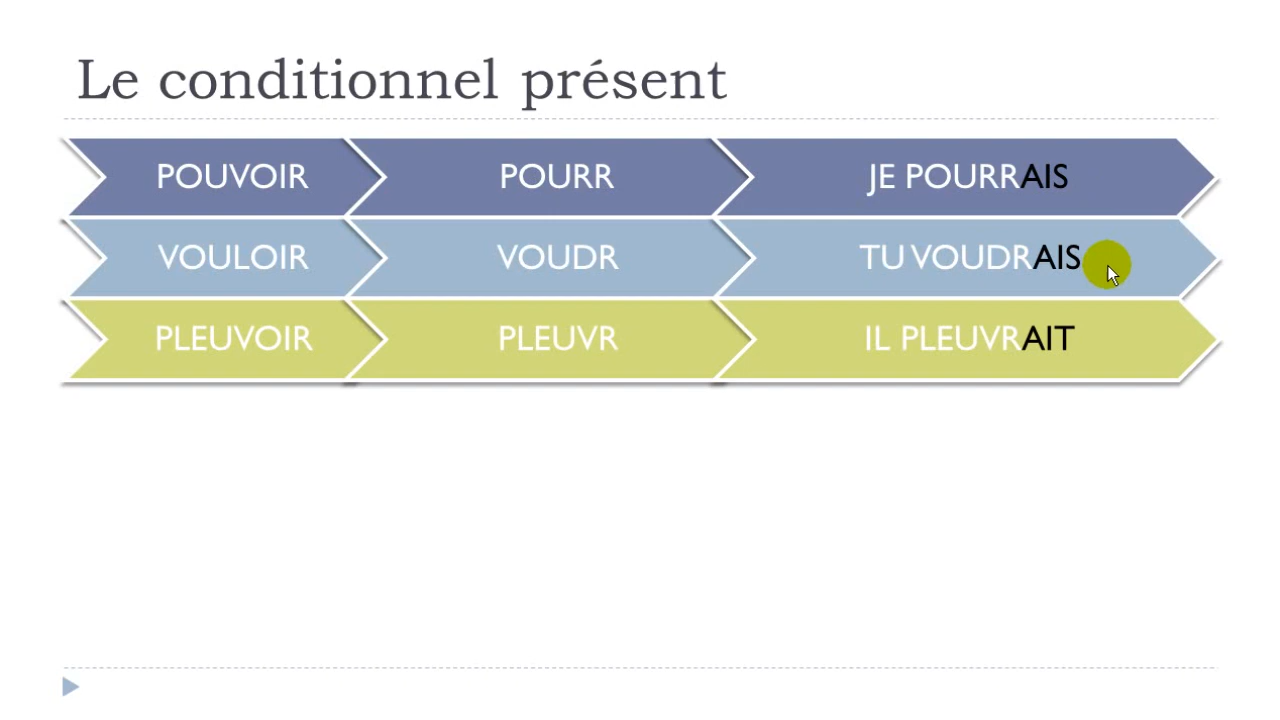 Le conditionnel présent
POUVOIR POURR JE POURRAIS
VOULOIR VOUDR TU VOUDRAIS
PLEUVOIR PLEUVR IL PLEUVRAIT